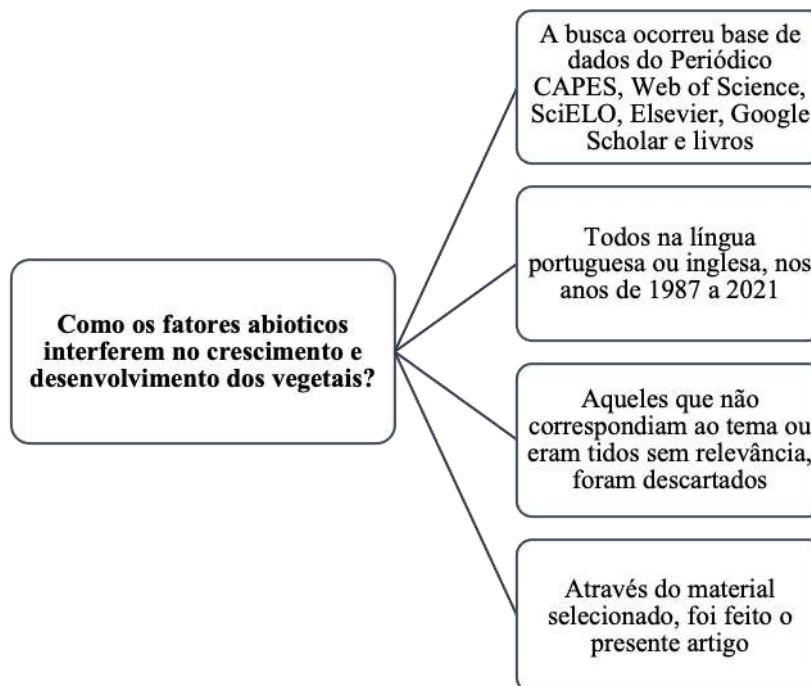 Como os fatores abioticos
interferem no crescimento e
desenvolvimento dos vegetais?
A busca ocorreu base de
dados do Periódico
CAPES, Web of Science,
SciELO, Elsevier, Google
Scholar e livros
Todos na língua
portuguesa ou inglesa, nos
anos de 1987 a 2021
Aqueles que não
correspondiam ao tema ou
eram tidos sem relevância,
foram descartados
Através do material
selecionado, foi feito o
presente artigo